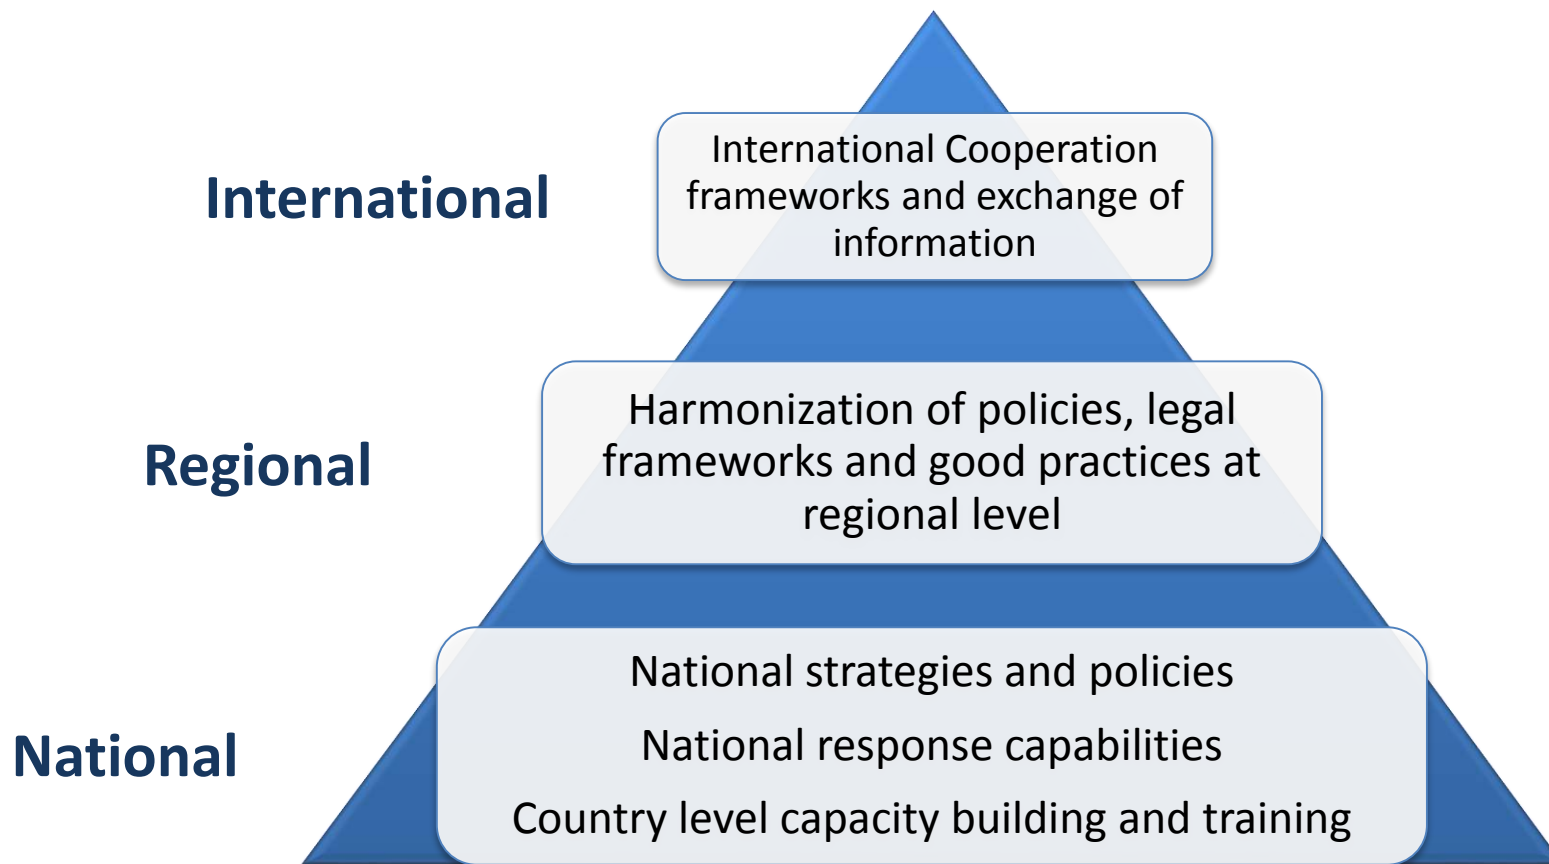 International
International Cooperation
frameworks and exchange of
information
Regional
Harmonization of policies, legal
frameworks and good practices at
regional level
National
National strategies and policies
National response capabilities
Country level capacity building and training